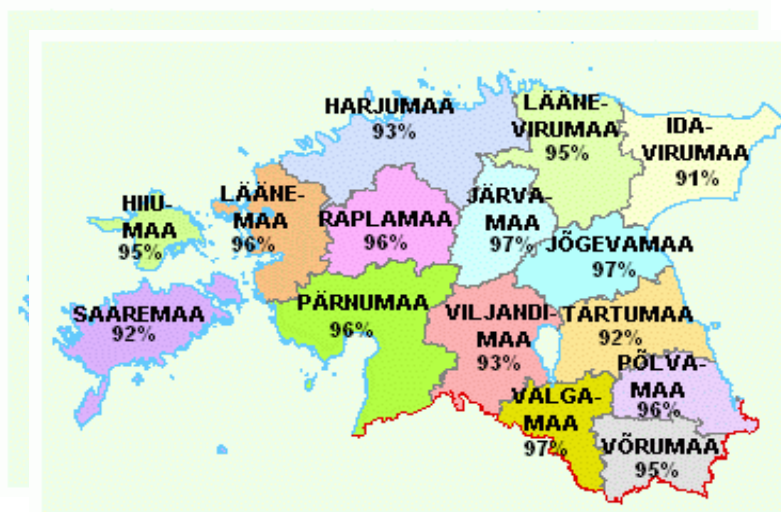 HARJUMAA
93%
LÄÄNE-
VIRUMAA
95%
IDA-
VIRUMAA
91%
HIIU-
MAA
95%
LÄÄNE-
MAA
96%
RAPLAMAA
96%
JÄRVA-
MAA
97%
JÕGEVAMAA
97%
SAAREMAA
92%
PÄRNUMAA
96%
VILJANDI-
MAA
93%
TARTUMAA
92%
PÕLVA-
MAA
96%
VALGA-
MAA
97%
VÕRUMAA
95%